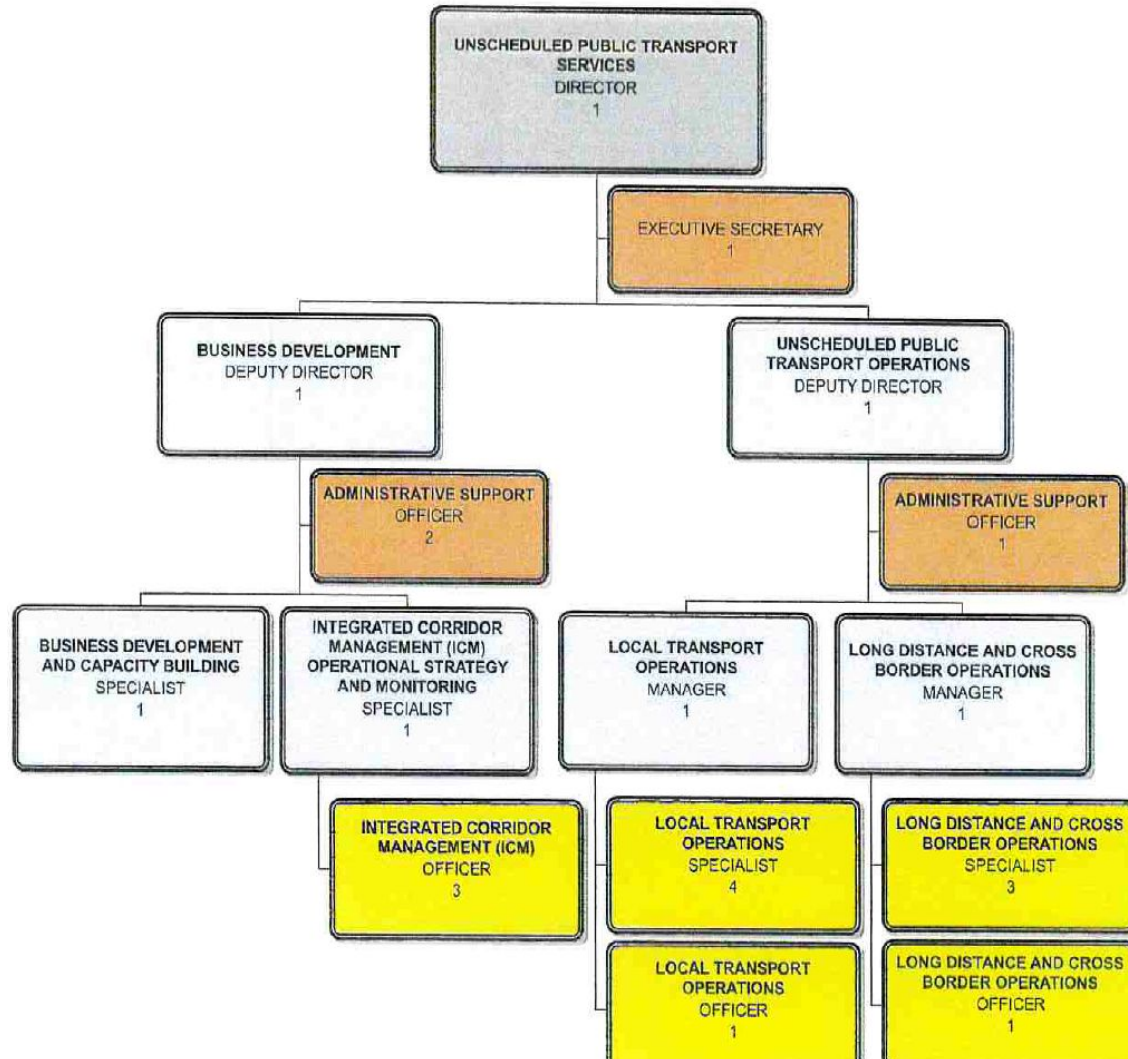 UNSCHEDULED PUBLIC TRANSPORT
SERVICES
DIRECTOR
1
EXECUTIVE SECRETARY
1
BUSINESS DEVELOPMENT
DEPUTY DIRECTOR
1
UNSCHEDULED PUBLIC
TRANSPORT OPERATIONS
DEPUTY DIRECTOR
1
ADMINISTRATIVE SUPPORT
OFFICER
2
ADMINISTRATIVE SUPPORT
OFFICER
1
BUSINESS DEVELOPMENT
AND CAPACITY BUILDING
SPECIALIST
1
INTEGRATED CORRIDOR
MANAGEMENT (ICM)
OPERATIONAL STRATEGY
AND MONITORING
SPECIALIST
1
LOCAL TRANSPORT
OPERATIONS
MANAGER
1
LONG DISTANCE AND CROSS
BORDER OPERATIONS
MANAGER
1
INTEGRATED CORRIDOR
MANAGEMENT (ICM)
OFFICER
3
LOCAL TRANSPORT
OPERATIONS
SPECIALIST
4
LONG DISTANCE AND CROSS
BORDER OPERATIONS
SPECIALIST
3
LOCAL TRANSPORT
OPERATIONS
OFFICER
1
LONG DISTANCE AND CROSS
BORDER OPERATIONS
OFFICER
1